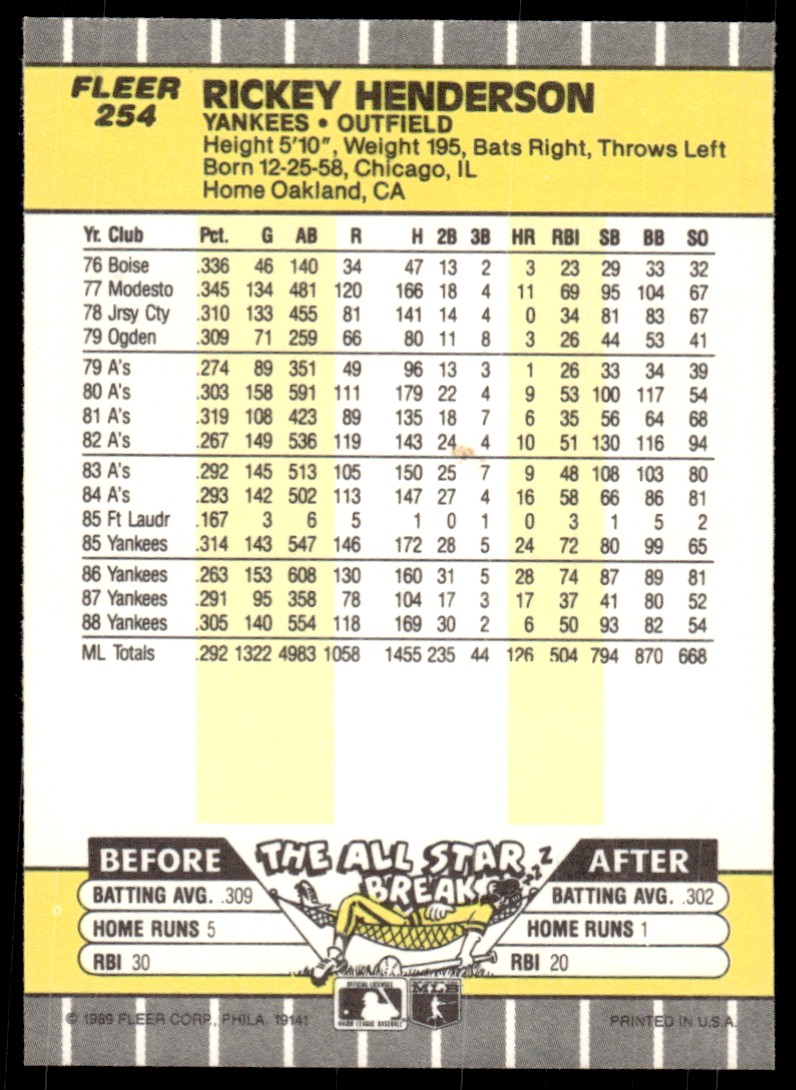 FLEER
254
RICKEY HENDERSON
YANKEES • OUTFIELD
Height 5'10", Weight 195, Bats Right, Throws Left
Born 12-25-58, Chicago, IL
Home Oakland, CA
Yr. Club Pct. G AB R H 2B 3B HR RBI SB BB SO
76 Boise .336 46 140 34 47 13 2 3 23 29 33 32
77 Modesto .345 134 481 120 166 18 4 11 69 95 104 67
78 Jrsy Cty .310 133 455 81 141 14 4 0 34 81 83 67
79 Ogden .309 71 259 66 80 11 8 3 26 44 53 41
79 A's .274 89 351 49 96 13 3 1 26 33 34 39
80 A's .303 158 591 111 179 22 4 9 53 100 117 54
81 A's .319 108 423 89 135 18 7 6 35 56 64 68
82 A's .267 149 536 119 143 24 4 10 51 130 116 94
83 A's .292 145 513 105 150 25 7 9 48 108 103 80
84 A's .293 142 502 113 147 27 4 16 58 66 86 81
85 Ft Laudr .167 3 6 5 1 0 1 0 3 1 5 2
85 Yankees .314 143 547 146 172 28 5 24 72 80 99 65
86 Yankees .263 153 608 130 160 31 5 28 74 87 89 81
87 Yankees .291 95 358 78 104 17 3 17 37 41 80 52
88 Yankees .305 140 554 118 169 30 2 6 50 93 82 54
ML Totals .292 1322 4983 1058 1455 235 44 126 504 794 870 668
THE ALL STAR
BREAK
Z Z Z
BEFORE
BATTING AVG. .309
HOME RUNS 5
RBI 30
AFTER
BATTING AVG. .302
HOME RUNS 1
RBI 20
OFFICIAL LICENSEE
MAJOR LEAGUE BASEBALL
MLB
© 1989 FLEER CORP., PHILA. 19141
PRINTED IN U.S.A.